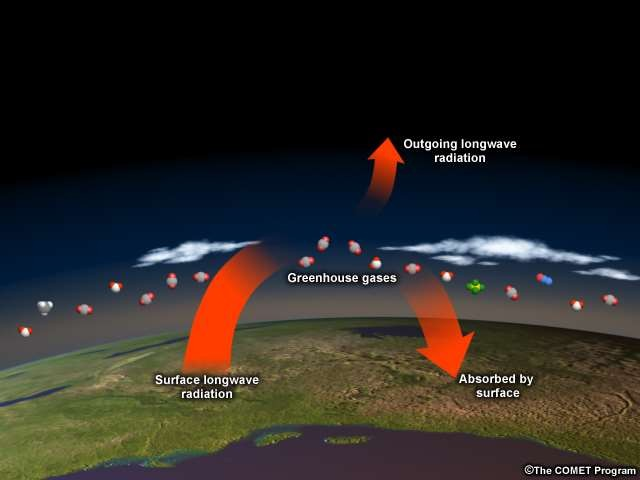 Outgoing longwave
radiation
Greenhouse gases
Surface longwave
radiation
Absorbed by
surface
©The COMET Program